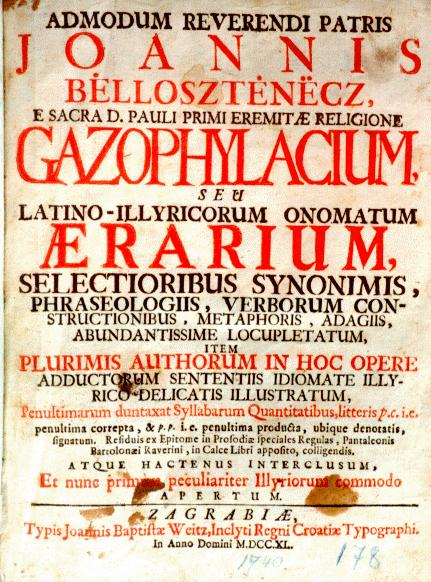 ADMODUM REVERENDI PATRIS
JOANNIS
BĖLLOSZTĖNËCZ,
E SACRA D. PAULI PRIMI EREMITÆ RELIGIONE
GAZOPHYLACIUM,
SEU
LATINO-ILLYRICORUM ONOMATUM
ÆRARIUM,
SELECTIORIBUS SYNONIMIS,
PHRASEOLOGIIS, VERBORUM CON-
STRUCTIONIBUS, METAPHORIS, ADAGIIS,
ABUNDANTISSIME LOCUPLETATUM,
ITEM
PLURIMIS AUTHORUM IN HOC OPERE
ADDUCTORUM SENTENTIIS IDIOMATE ILLY-
RICO-DELICATIS ILLUSTRATUM,
Penultimarum duntaxat Syllabarum Quantitatibus, litteris p.c. i.e.
penultima correpta, & p.p. i.e. penultima producta, ubique denotatis,
signatum. Residuis ex Epitome in Prosodiæ speciales Regulas, Pantaleonis
Bartolonæi Raverini, in Calce Libri apposito, colligendis.
ATQUE HACTENUS INTERCLUSUM,
Et nunc primum, peculiariter Illyriorum commodo
APERTUM.
ZAGRABIÆ,
Typis Joannis Baptistæ Weitz, Inclyti Regni Croatiæ Typographi.
In Anno Domini M.DCC.XL.
1740 178